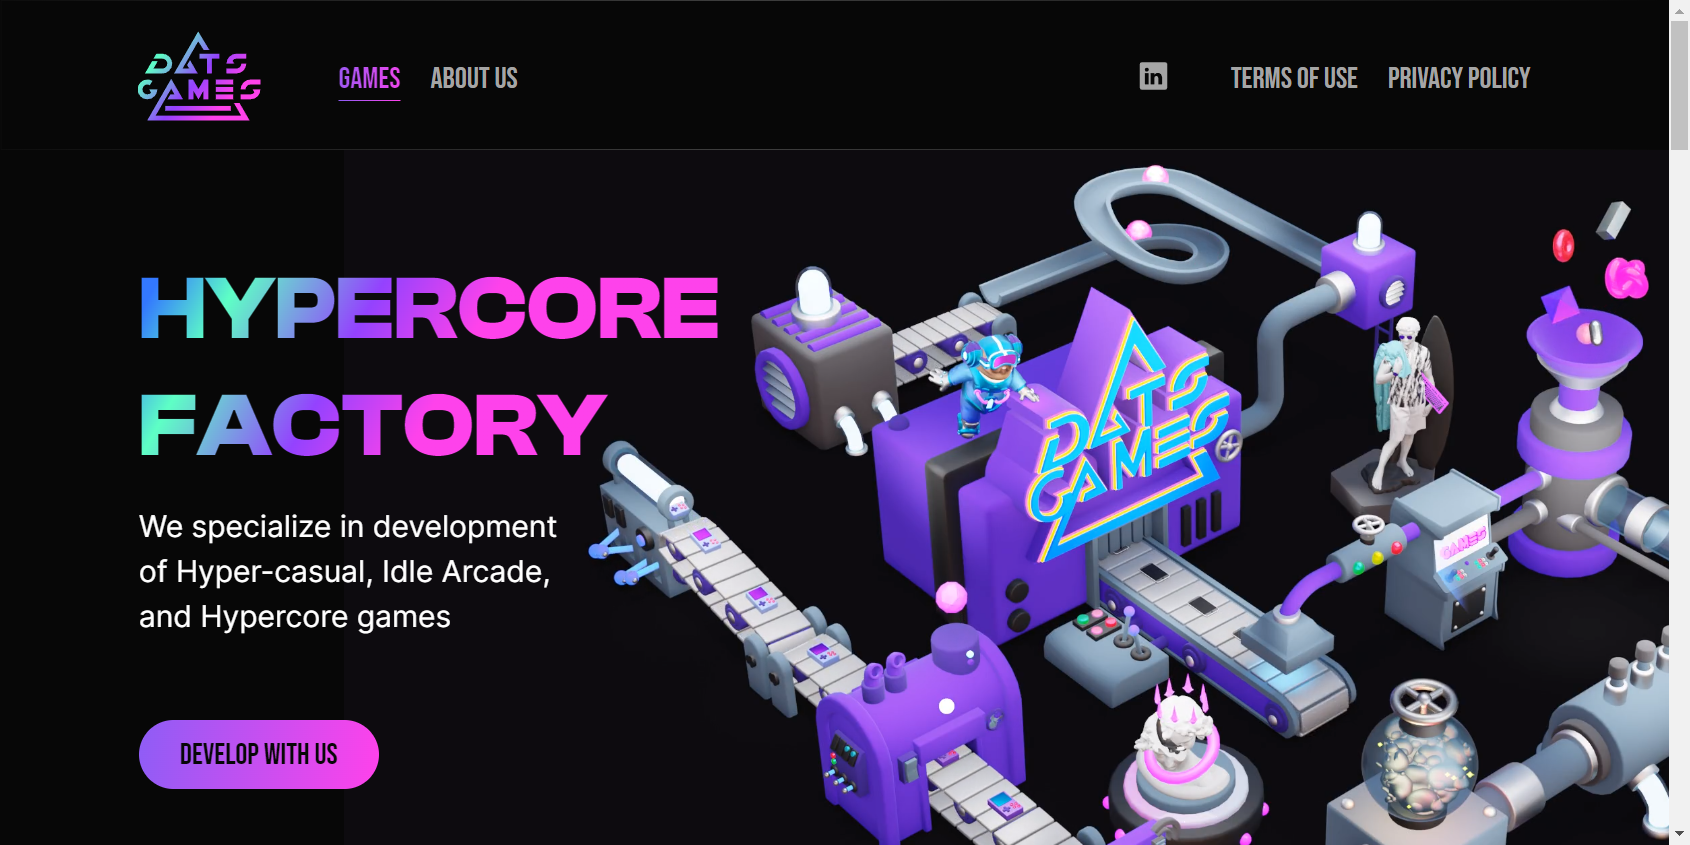 DATS
GAMES
GAMES
ABOUT US
in
TERMS OF USE
PRIVACY POLICY
HYPERCORE
FACTORY
We specialize in development
of Hyper-casual, Idle Arcade,
and Hypercore games
DEVELOP WITH US
DATS
GAMES
GAMES